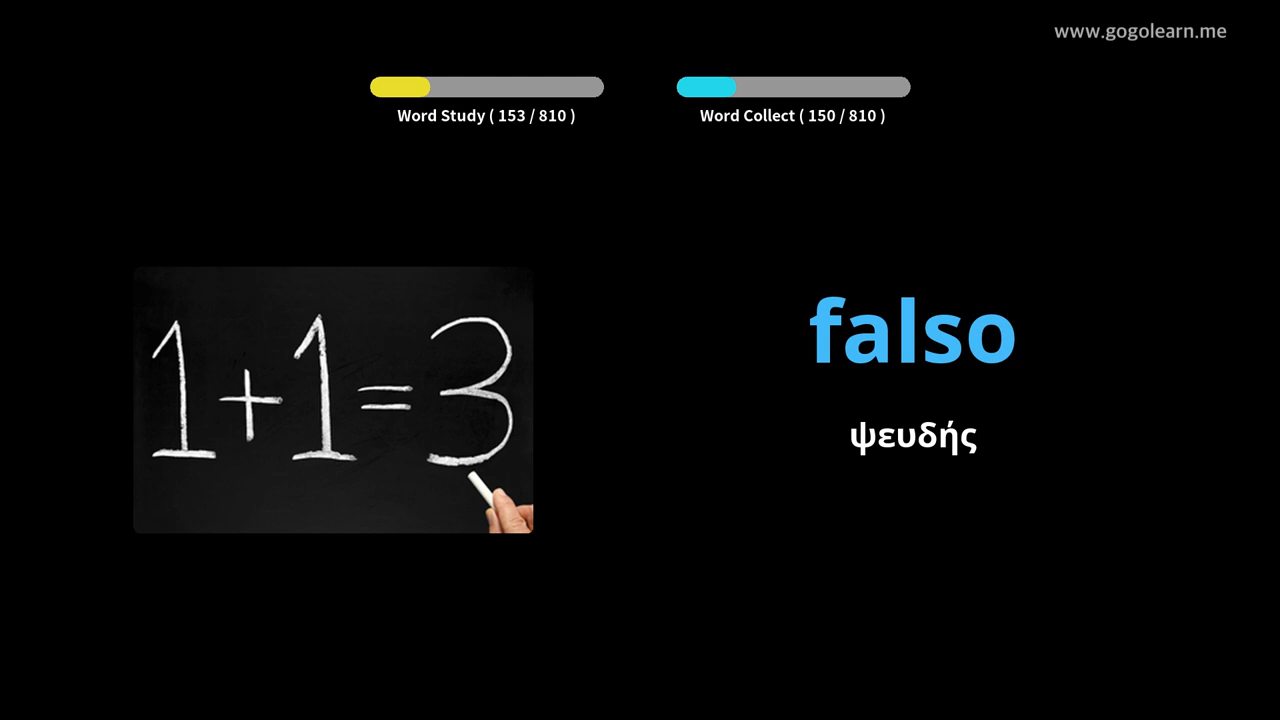 www.gogolearn.me
Word Study ( 153 / 810 )
Word Collect ( 150 / 810 )
1+1=3
falso
ψευδής